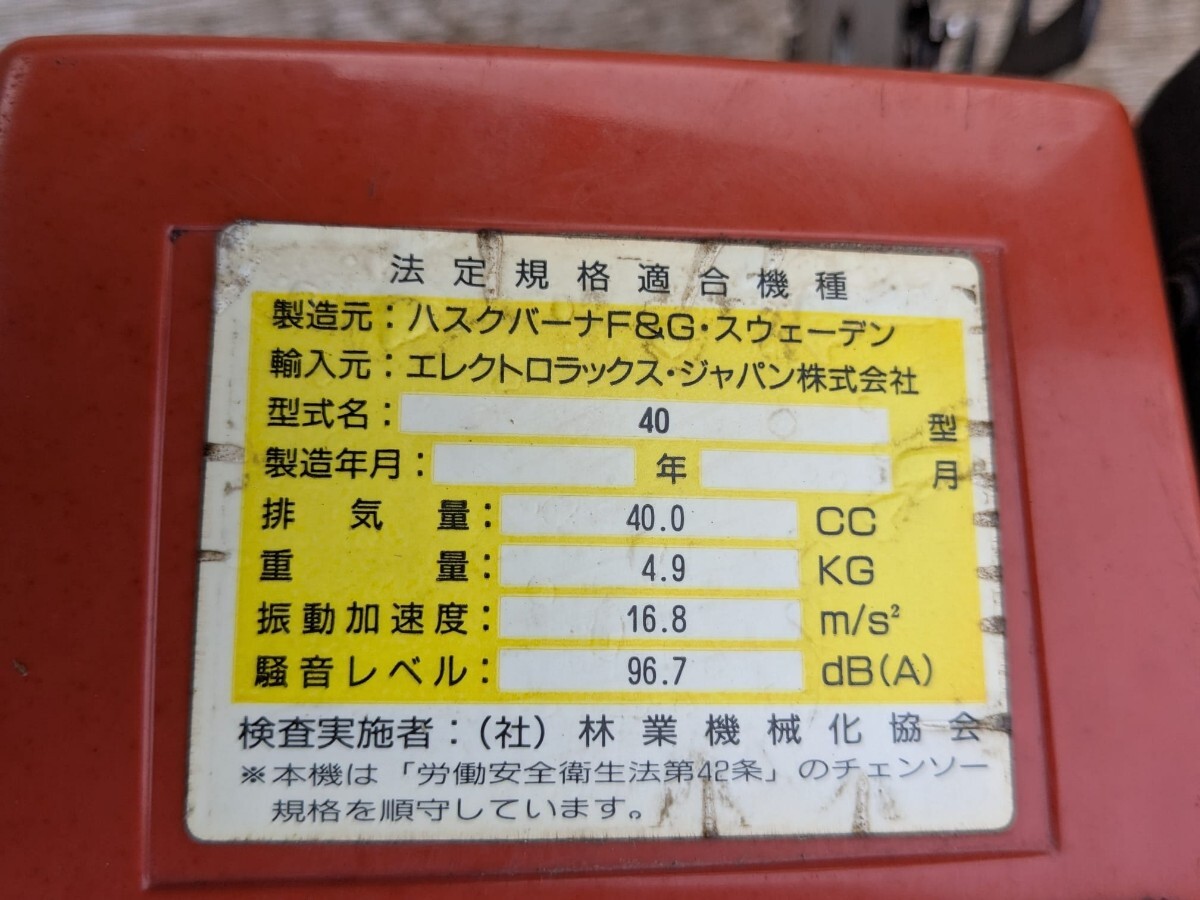 法定規格適合機種
製造元：ハスクバーナF&G・スウェーデン
輸入元：エレクトロラックス・ジャパン株式会社
型式名： 40 型
製造年月： 年 月
排気量： 40.0 CC
重量： 4.9 KG
振動加速度： 16.8 m/s²
騒音レベル： 96.7 dB(A)
検査実施者：(社)林業機械化協会
※本機は「労働安全衛生法第42条」のチェンソー
規格を順守しています。